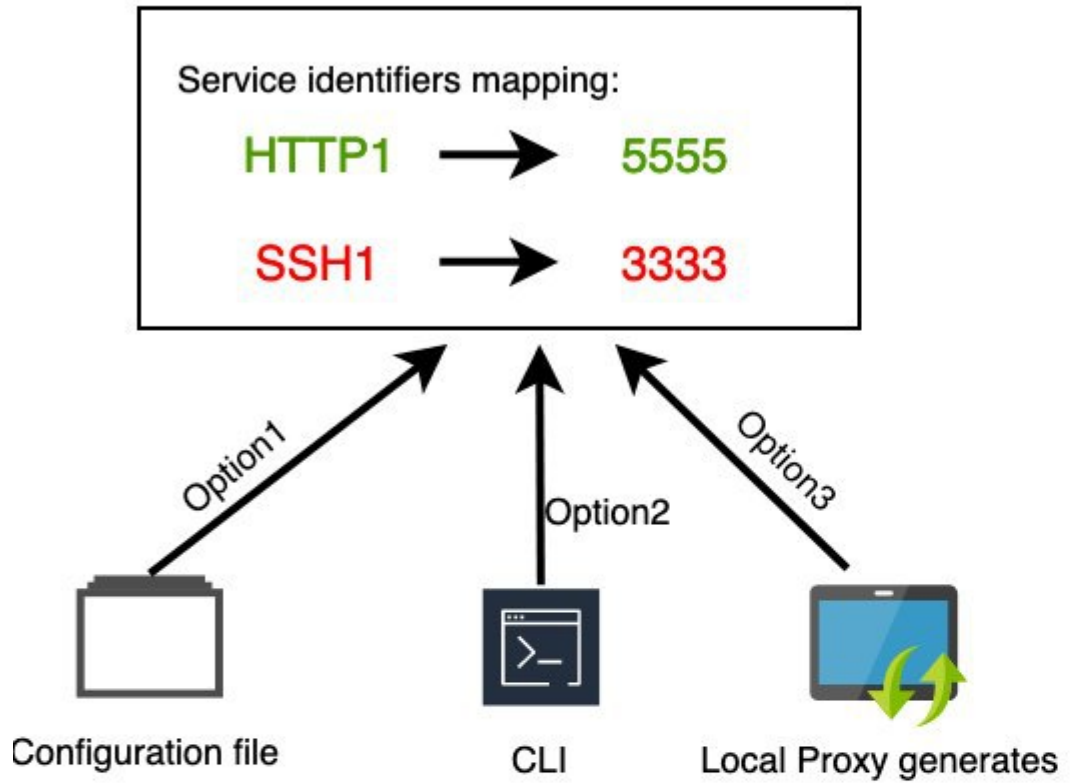 Service identifiers mapping:
HTTP1 5555
SSH1 3333
Option1
Option2
Option3
Configuration file
CLI
Local Proxy generates